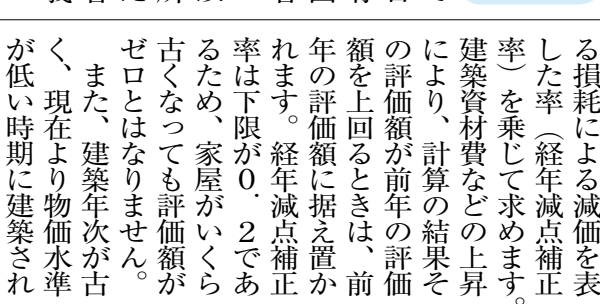 る損耗による減価を表
した率（経年減点補正
率）を乗じて求めます。
建築資材費などの上昇
により、計算の結果そ
の評価額が前年の評価
額を上回るときは、前
年の評価額に据え置か
れます。経年減点補正
率は下限が0．2であ
るため、家屋がいくら
古くなっても評価額が
ゼロとはなりません。
また、建築年次が古
く、現在より物価水準
が低い時期に建築され